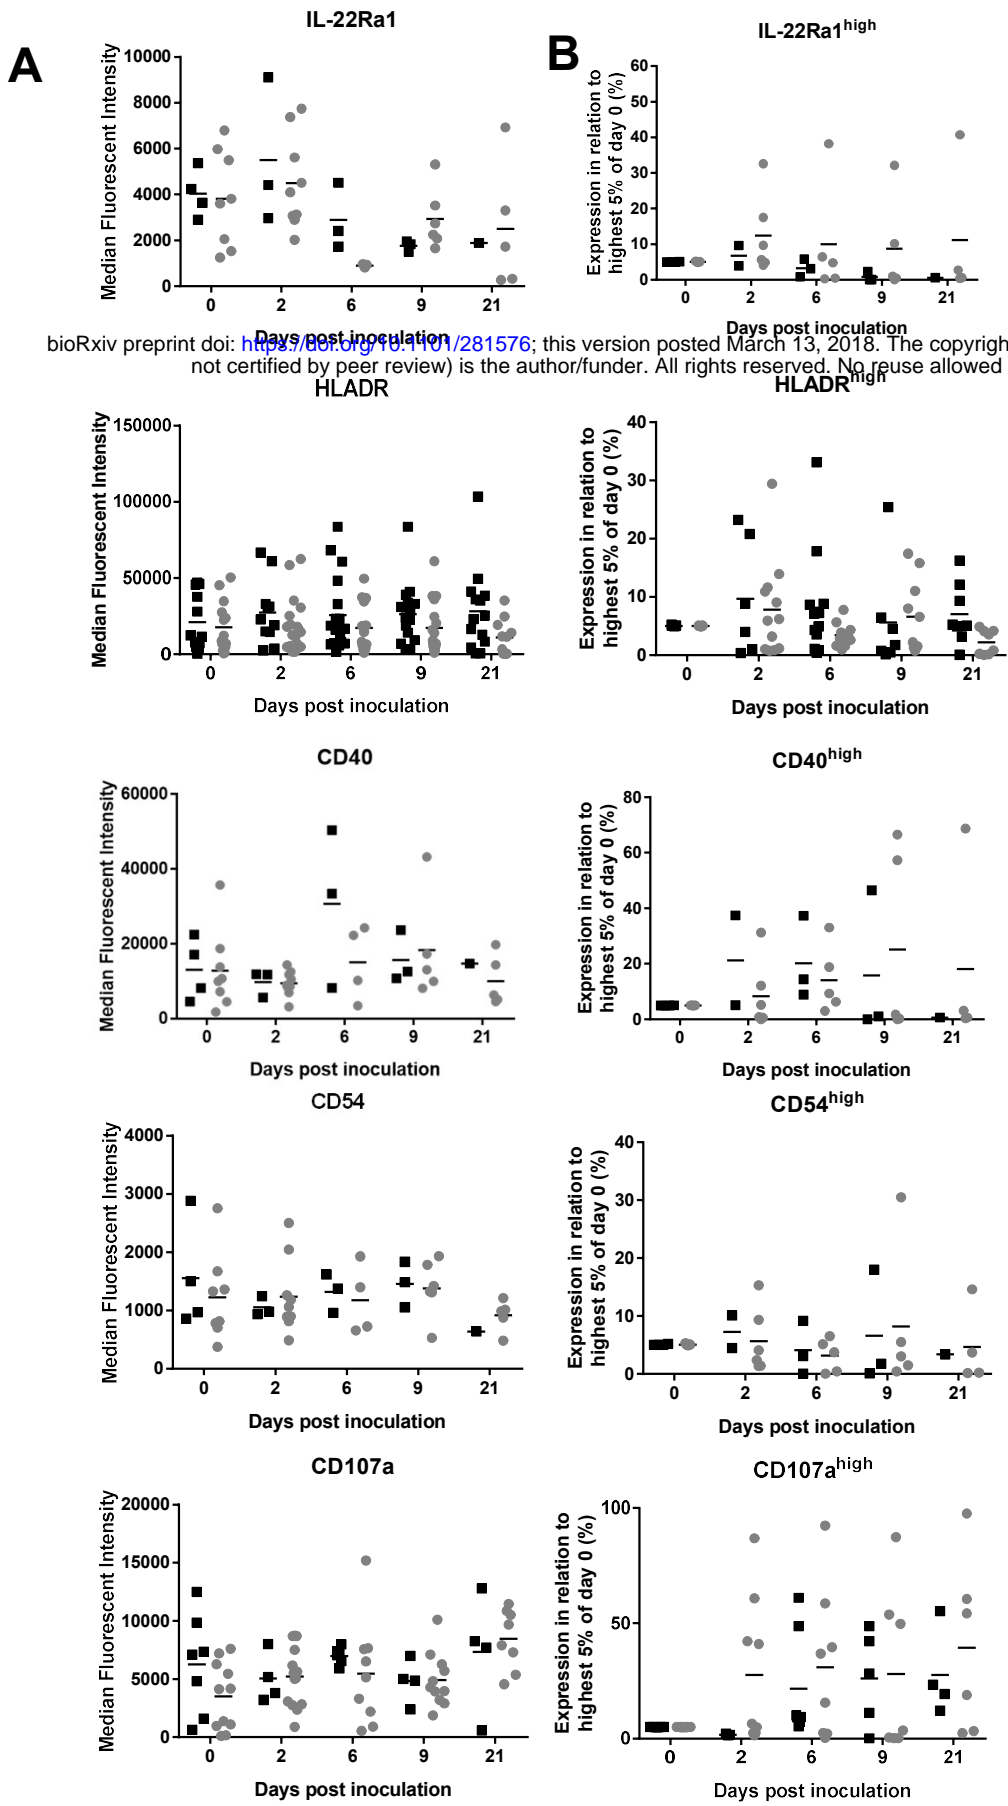 A
IL-22Ra1
Median Fluorescent Intensity
10000
8000
6000
4000
2000
0
0 2 6 9 21
Days post inoculation
B
IL-22Ra1high
Expression in relation to
highest 5% of day 0 (%)
60
50
40
30
20
10
0
0 2 6 9 21
Days post inoculation
bioRxiv preprint doi: https://doi.org/10.1101/281576; this version posted March 13, 2018. The copyrigh
not certified by peer review) is the author/funder. All rights reserved. No reuse allowed
HLADR
Median Fluorescent Intensity
150000
100000
50000
0
0 2 6 9 21
Days post inoculation
HLADRhigh
Expression in relation to
highest 5% of day 0 (%)
40
30
20
10
0
0 2 6 9 21
Days post inoculation
CD40
Median Fluorescent Intensity
60000
40000
20000
0
0 2 6 9 21
Days post inoculation
CD40high
Expression in relation to
highest 5% of day 0 (%)
80
60
40
20
0
0 2 6 9 21
Days post inoculation
CD54
Median Fluorescent Intensity
4000
3000
2000
1000
0
0 2 6 9 21
Days post inoculation
CD54high
Expression in relation to
highest 5% of day 0 (%)
40
30
20
10
0
0 2 6 9 21
Days post inoculation
CD107a
Median Fluorescent Intensity
20000
15000
10000
5000
0
0 2 6 9 21
Days post inoculation
CD107ahigh
Expression in relation to
highest 5% of day 0 (%)
100
50
0
0 2 6 9 21
Days post inoculation